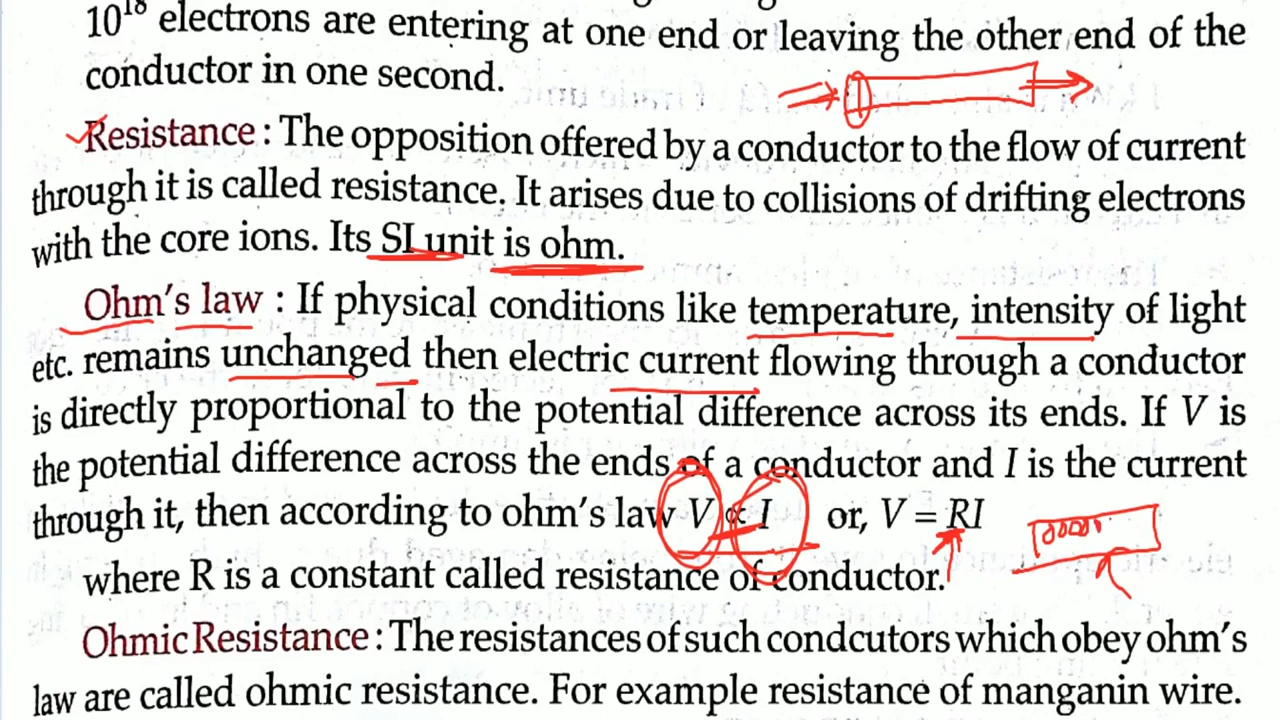 10¹⁸ electrons are entering at one end or leaving the other end of the
conductor in one second.
Resistance : The opposition offered by a conductor to the flow of current
through it is called resistance. It arises due to collisions of drifting electrons
with the core ions. Its SI unit is ohm.
Ohm's law : If physical conditions like temperature, intensity of light
etc. remains unchanged then electric current flowing through a conductor
is directly proportional to the potential difference across its ends. If V is
the potential difference across the ends of a conductor and I is the current
through it, then according to ohm's law V ∝ I or, V = RI
where R is a constant called resistance of conductor.
Ohmic Resistance : The resistances of such condcutors which obey ohm's
law are called ohmic resistance. For example resistance of manganin wire.